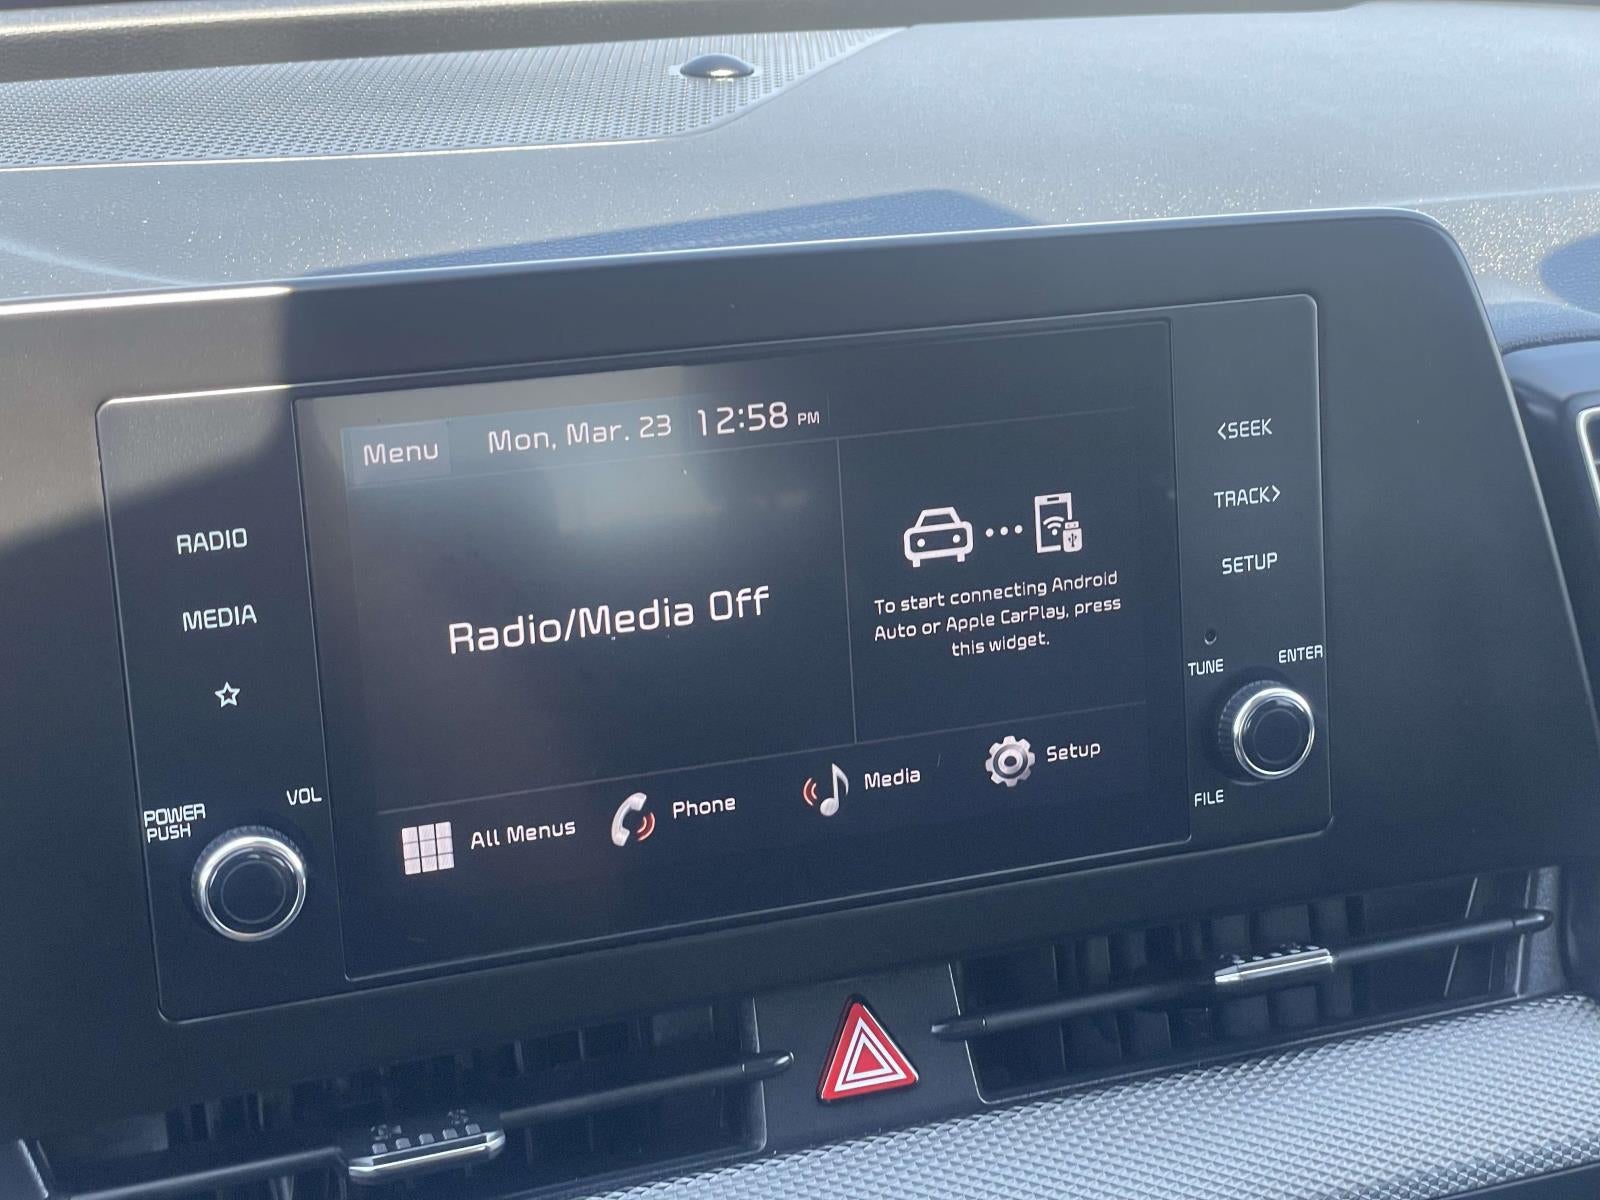 Menu Mon, Mar. 23 12:58 PM
Radio/Media Off
To start connecting Android
Auto or Apple CarPlay, press
this widget.
All Menus
Phone
Media
Setup
RADIO
MEDIA
POWER
PUSH
VOL
<SEEK
TRACK>
SETUP
TUNE
ENTER
FILE